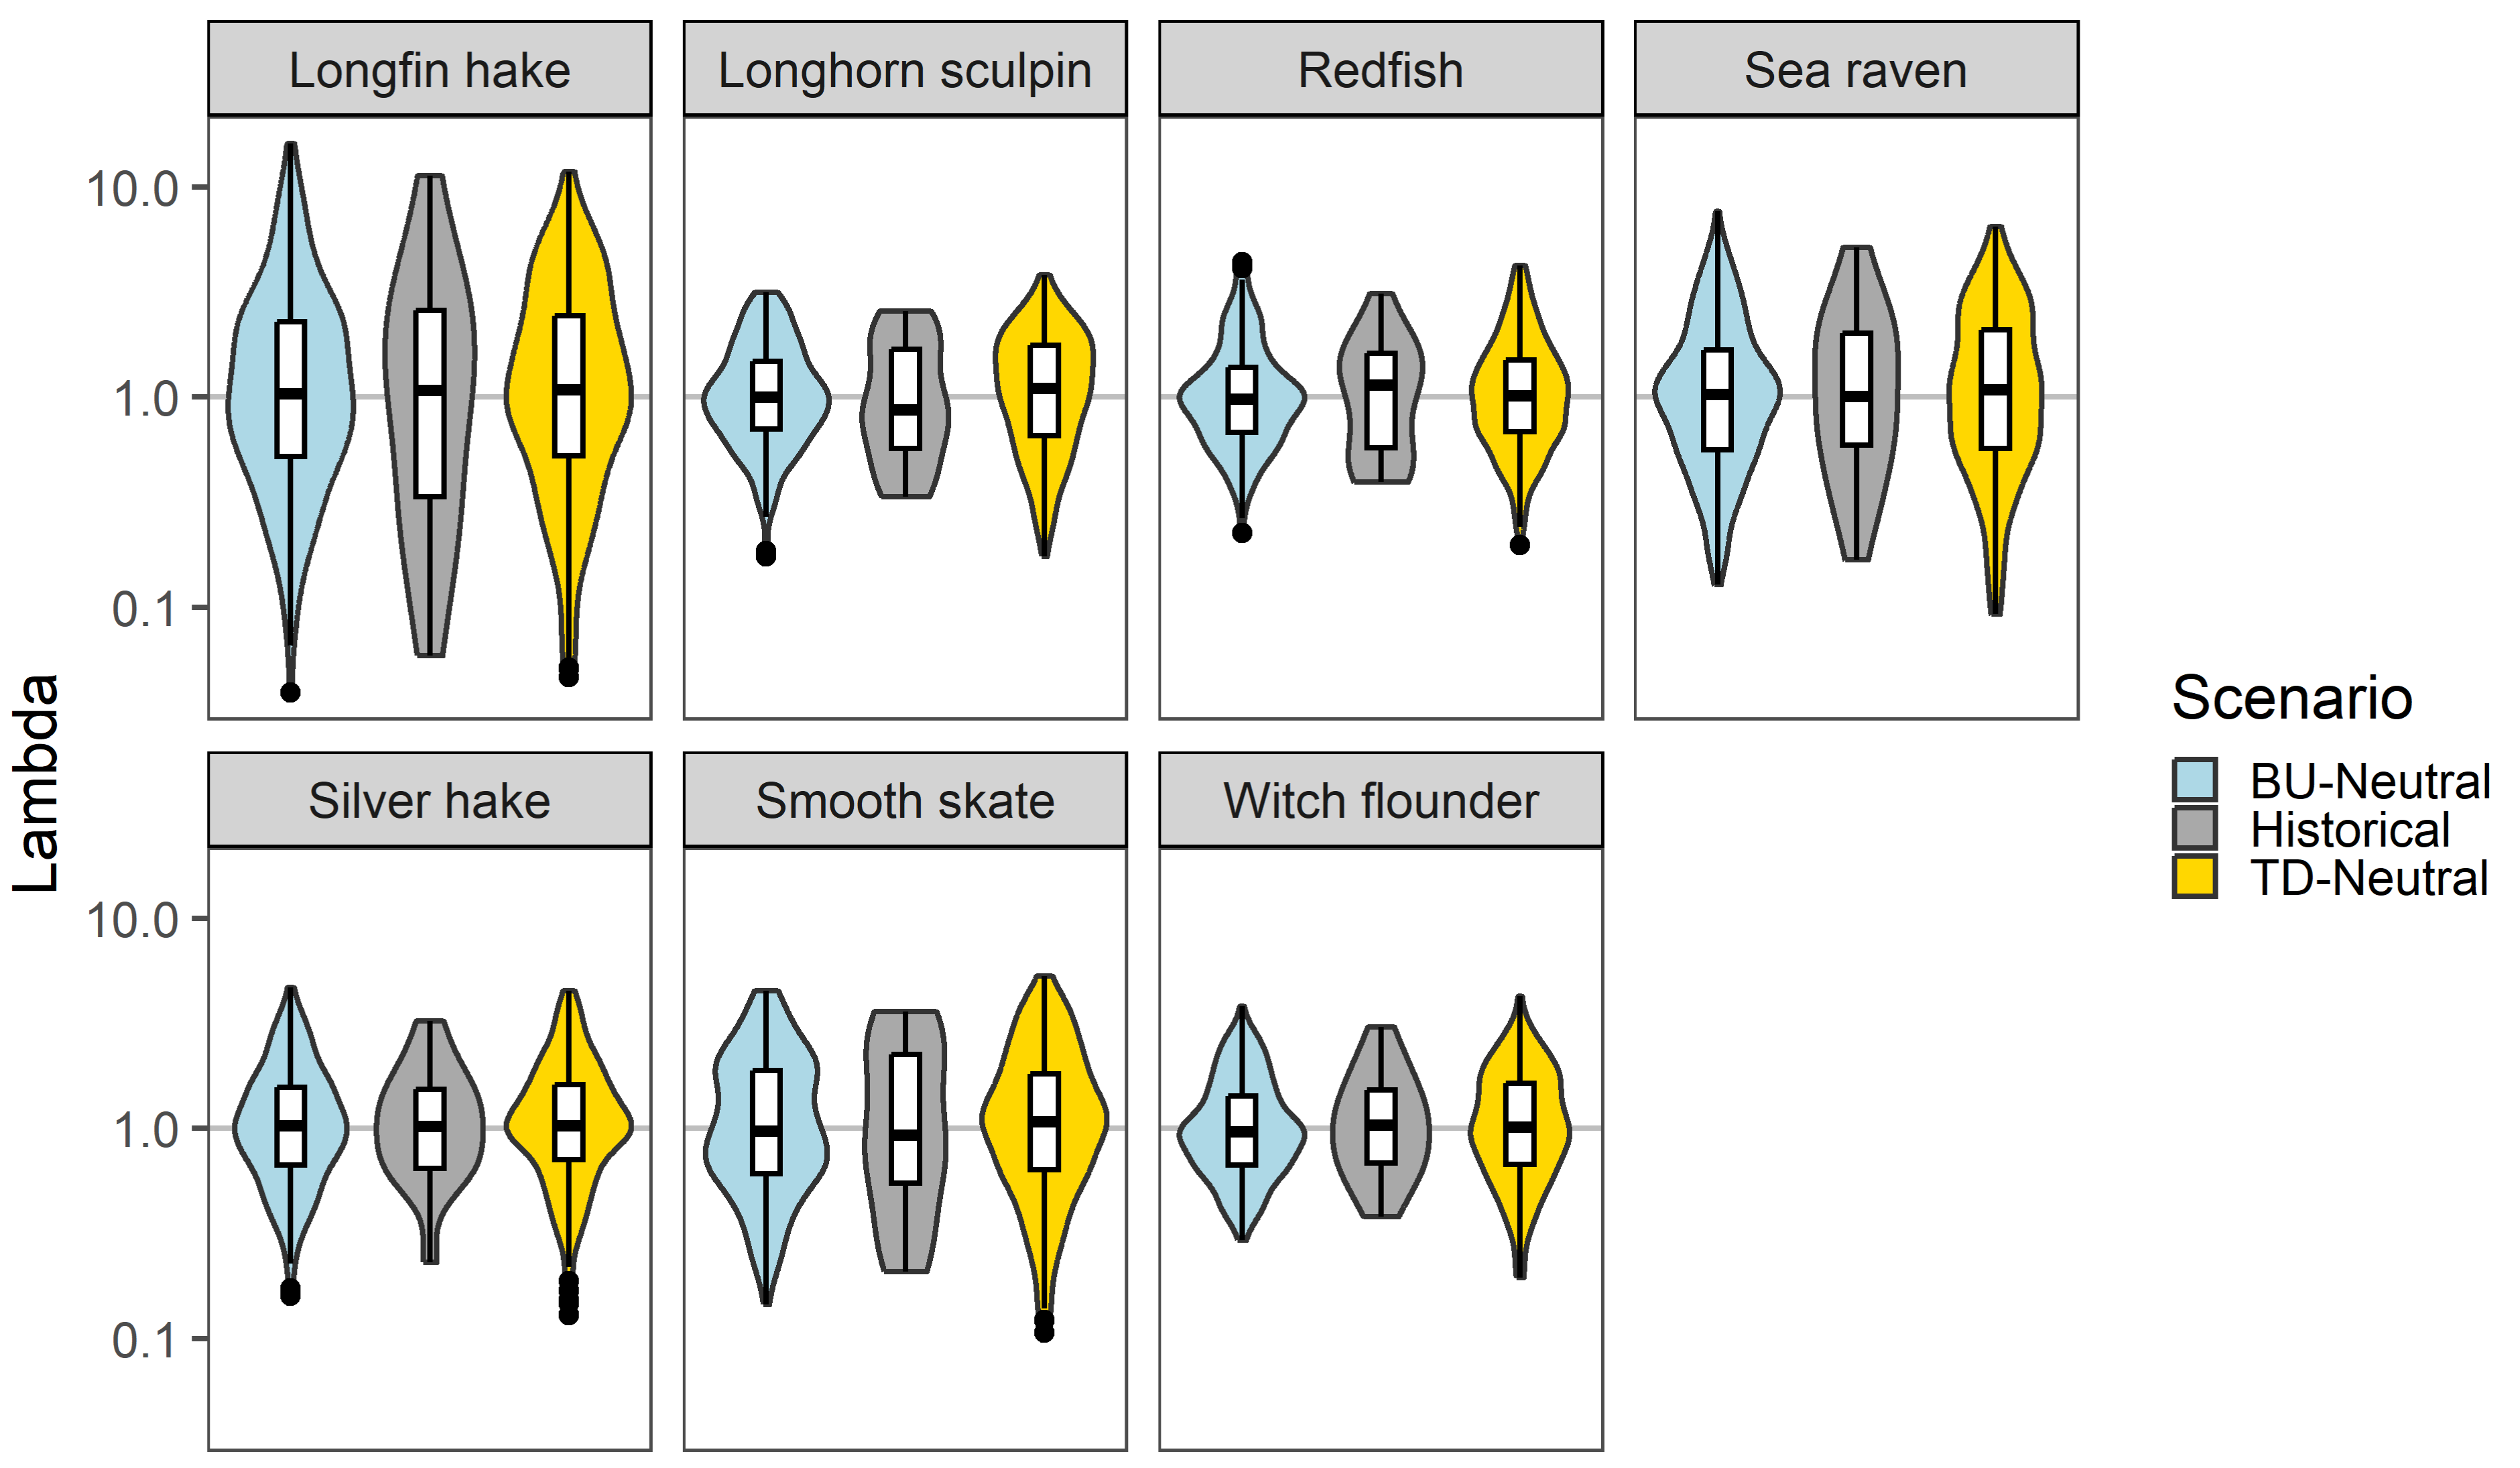 Longfin hake
Longhorn sculpin
Redfish
Sea raven
10.0
1.0
0.1
Lambda
Silver hake
Smooth skate
Witch flounder
10.0
1.0
0.1
Scenario
BU-Neutral
Historical
TD-Neutral